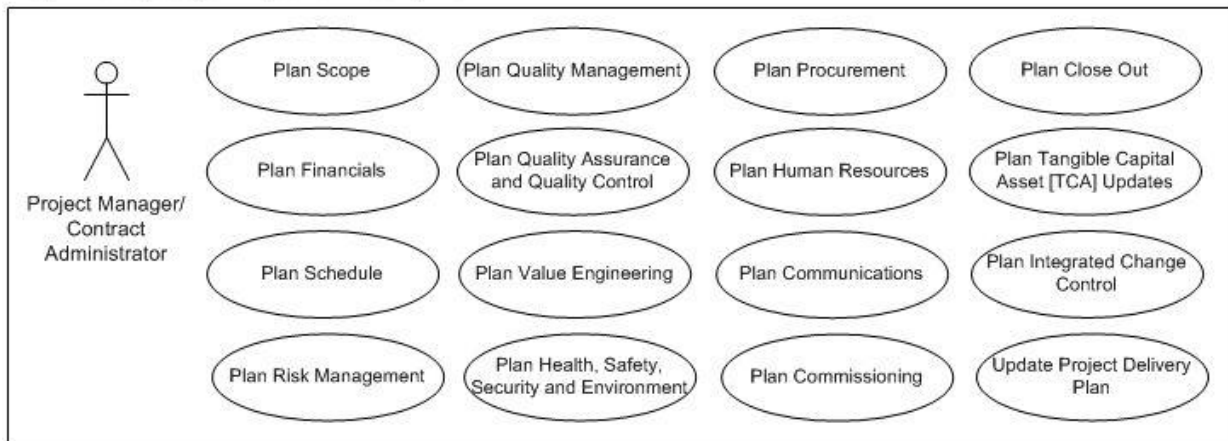 Project Manager/
Contract
Administrator
Plan Scope
Plan Quality Management
Plan Procurement
Plan Close Out
Plan Financials
Plan Quality Assurance
and Quality Control
Plan Human Resources
Plan Tangible Capital
Asset [TCA] Updates
Plan Schedule
Plan Value Engineering
Plan Communications
Plan Integrated Change
Control
Plan Risk Management
Plan Health, Safety,
Security and Environment
Plan Commissioning
Update Project Delivery
Plan